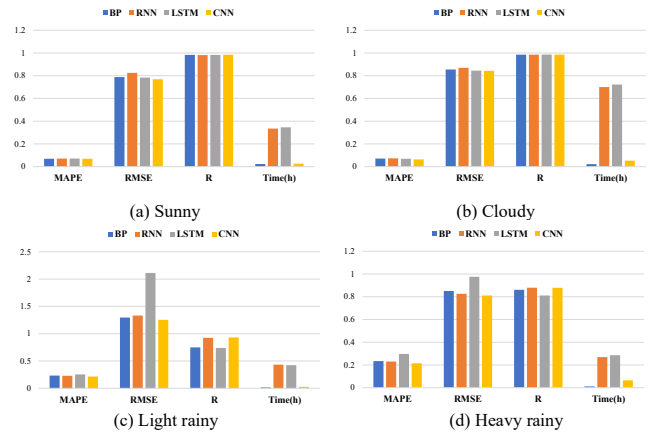 BP RNN LSTM CNN
1.2
1
0.8
0.6
0.4
0.2
0
MAPE RMSE R Time(h)
(a) Sunny
BP RNN LSTM CNN
1.2
1
0.8
0.6
0.4
0.2
0
MAPE RMSE R Time(h)
(b) Cloudy
BP RNN LSTM CNN
2.5
2
1.5
1
0.5
0
MAPE RMSE R Time(h)
(c) Light rainy
BP RNN LSTM CNN
1.2
1
0.8
0.6
0.4
0.2
0
MAPE RMSE R Time(h)
(d) Heavy rainy